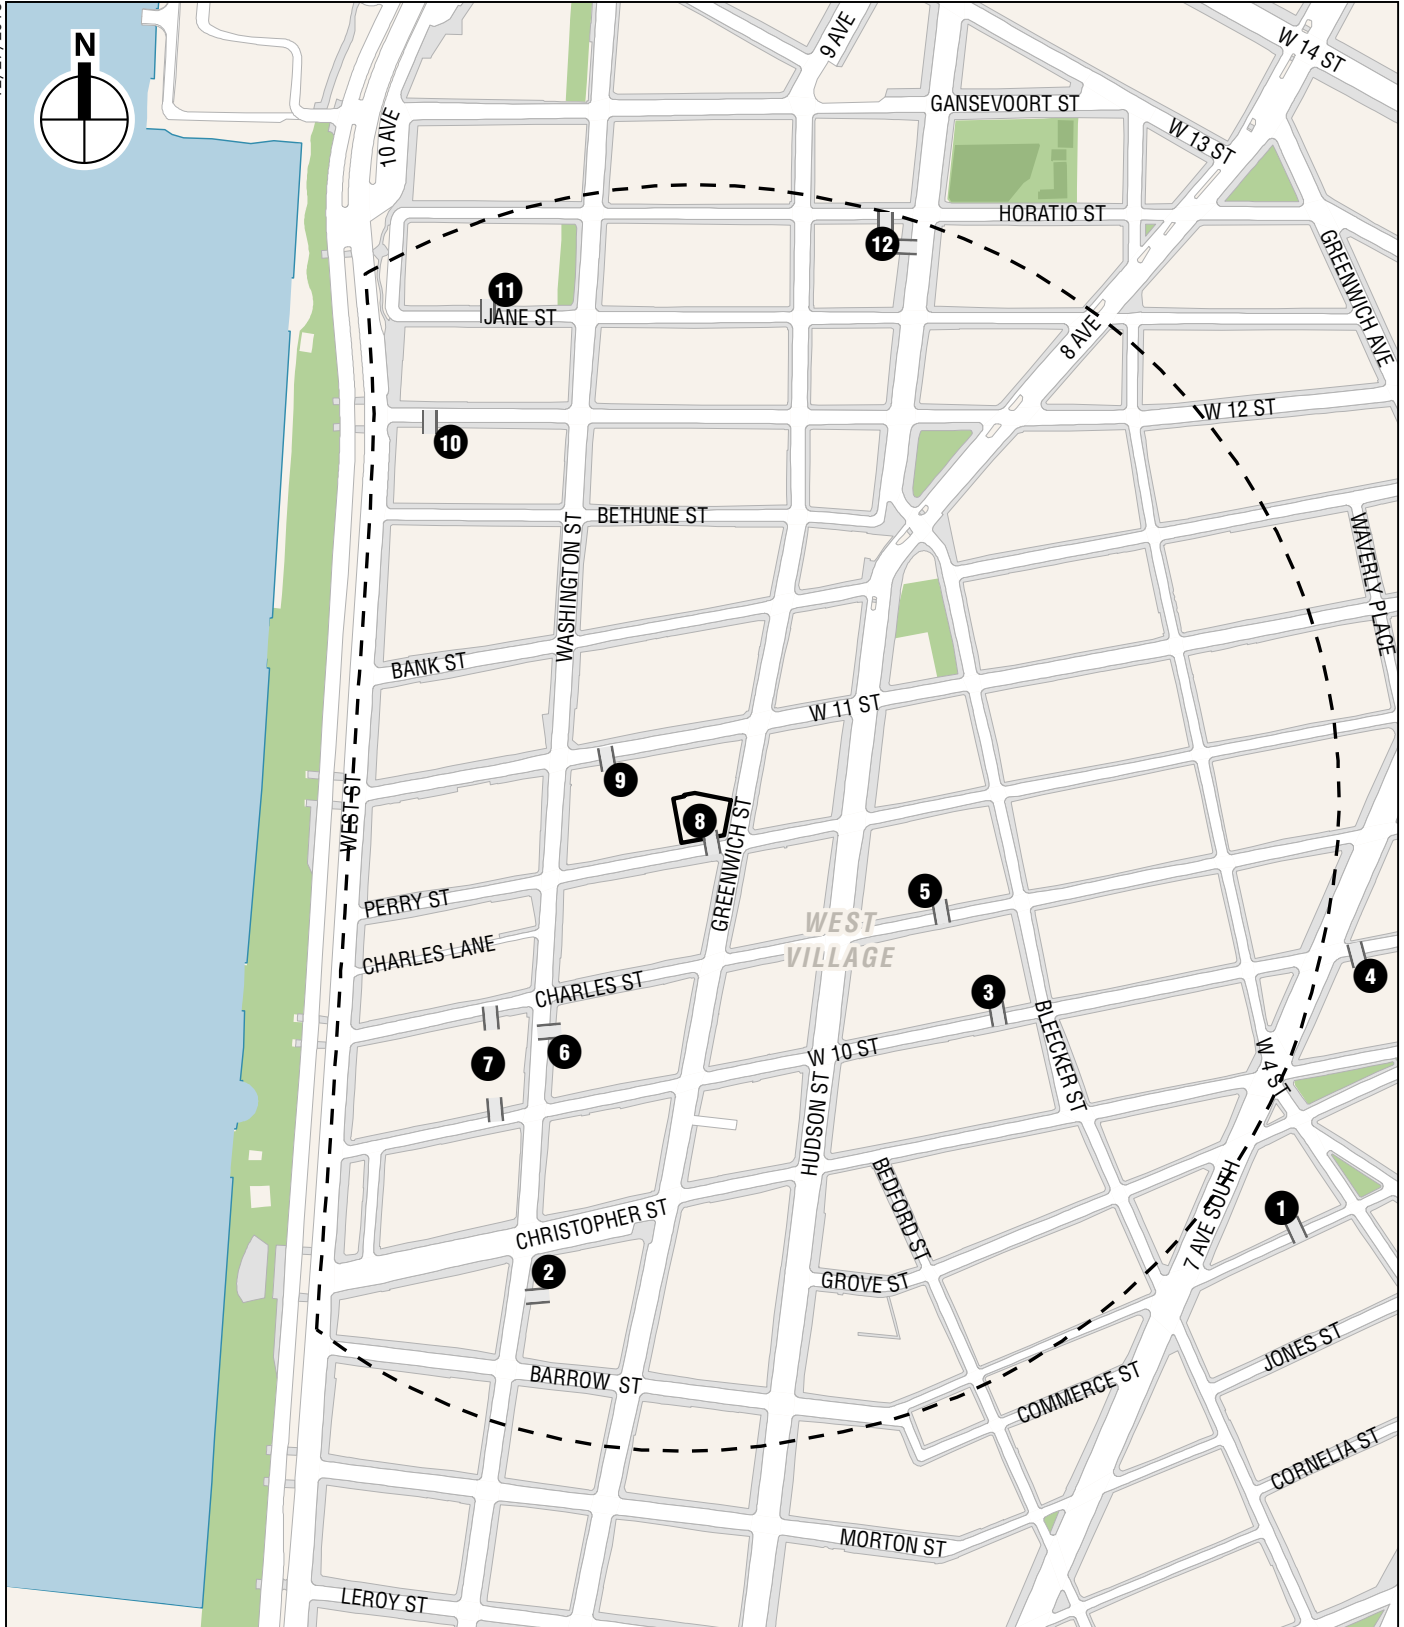 N
9 AVE
W 14 ST
GANSEVOORT ST
10 AVE
W 13 ST
HORATIO ST
12
GREENWICH AVE
11
JANE ST
8 AVE
W 12 ST
10
BETHUNE ST
WASHINGTON ST
WAVERLY PLACE
BANK ST
W 11 ST
9
WEST ST
8
GREENWICH ST
5
PERRY ST
WEST
VILLAGE
CHARLES LANE
4
CHARLES ST
3
BLEECKER ST
6
7
W 10 ST
W 4 ST
HUDSON ST
BEDFORD ST
7 AVE SOUTH
1
CHRISTOPHER ST
2
GROVE ST
JONES ST
BARROW ST
COMMERCE ST
CORNELIA ST
MORTON ST
LEROY ST